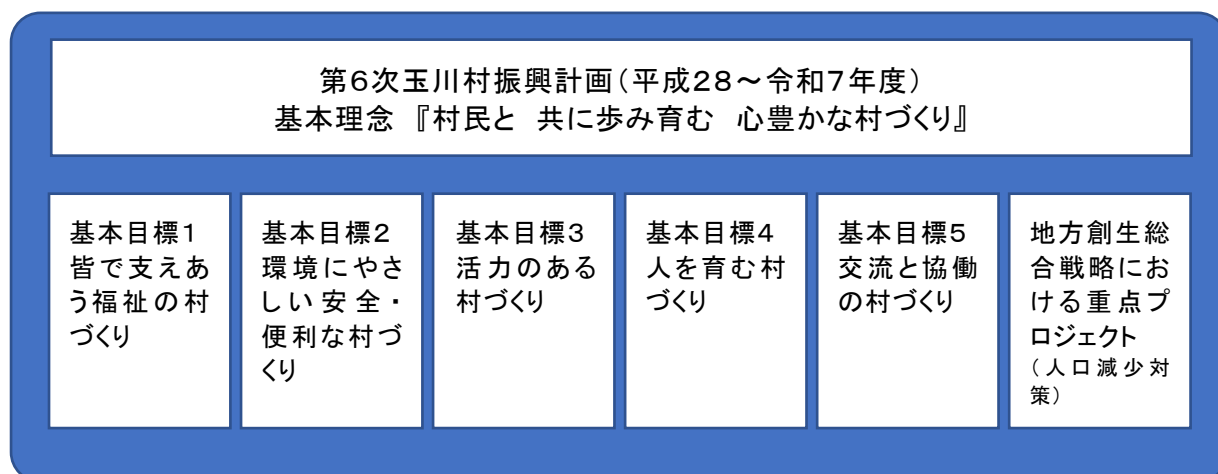 第6次玉川村振興計画(平成28~令和7年度)
基本理念 『村民と 共に歩み育む 心豊かな村づくり』
基本目標1
皆で支えあ
う福祉の村
づくり
基本目標2
環境にやさ
しい安全・
便利な村づ
くり
基本目標3
活力のある
村づくり
基本目標4
人を育む村
づくり
基本目標5
交流と協働
の村づくり
地方創生総
合戦略にお
ける重点プ
ロジェクト
(人口減少対
策)